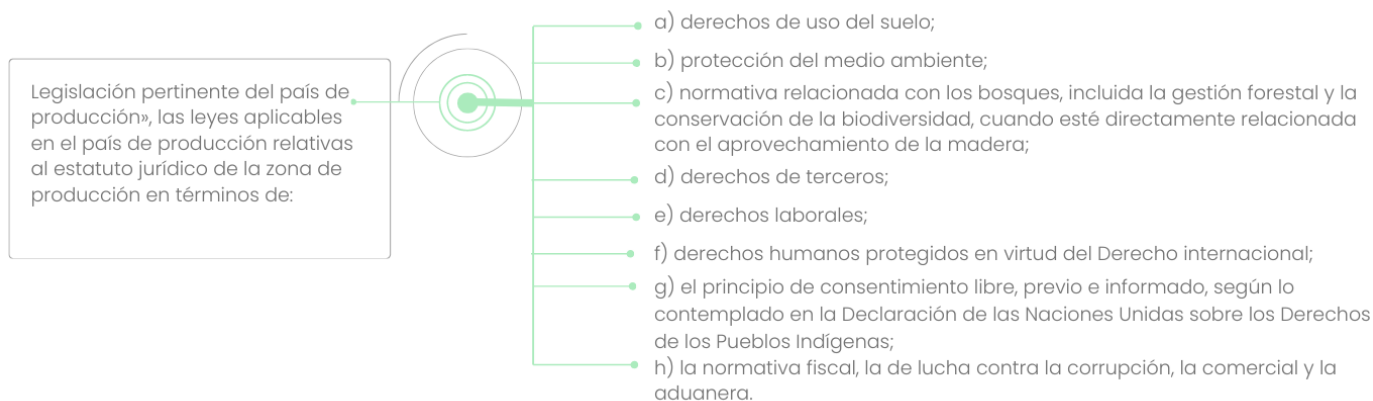 Legislación pertinente del país de
producción», las leyes aplicables
en el país de producción relativas
al estatuto jurídico de la zona de
producción en términos de:
a) derechos de uso del suelo;
b) protección del medio ambiente;
c) normativa relacionada con los bosques, incluida la gestión forestal y la
conservación de la biodiversidad, cuando esté directamente relacionada
con el aprovechamiento de la madera;
d) derechos de terceros;
e) derechos laborales;
f) derechos humanos protegidos en virtud del Derecho internacional;
g) el principio de consentimiento libre, previo e informado, según lo
contemplado en la Declaración de las Naciones Unidas sobre los Derechos
de los Pueblos Indígenas;
h) la normativa fiscal, la de lucha contra la corrupción, la comercial y la
aduanera.